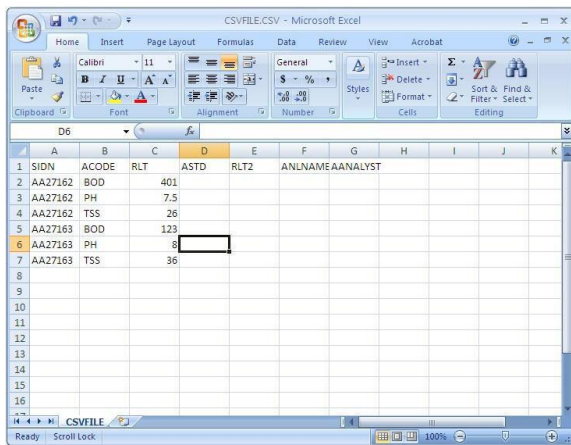 CSVFILE.CSV - Microsoft Excel
Home Insert Page Layout Formulas Data Review View Acrobat
Paste
Clipboard
Calibri 11
B I U A A
Font
Alignment
General
$ % ,
Number
Styles
Insert
Delete
Format
Cells
Σ
Sort & Filter
Find & Select
Editing
D6 fx
A B C D E F G H I J K
1 SIDN ACODE RLT ASTD RLT2 ANLNAME AANALYST
2 AA27162 BOD 401
3 AA27162 PH 7.5
4 AA27162 TSS 26
5 AA27163 BOD 123
6 AA27163 PH 8
7 AA27163 TSS 36
8
9
10
11
12
13
14
15
16
CSVFILE
Ready Scroll Lock 100%